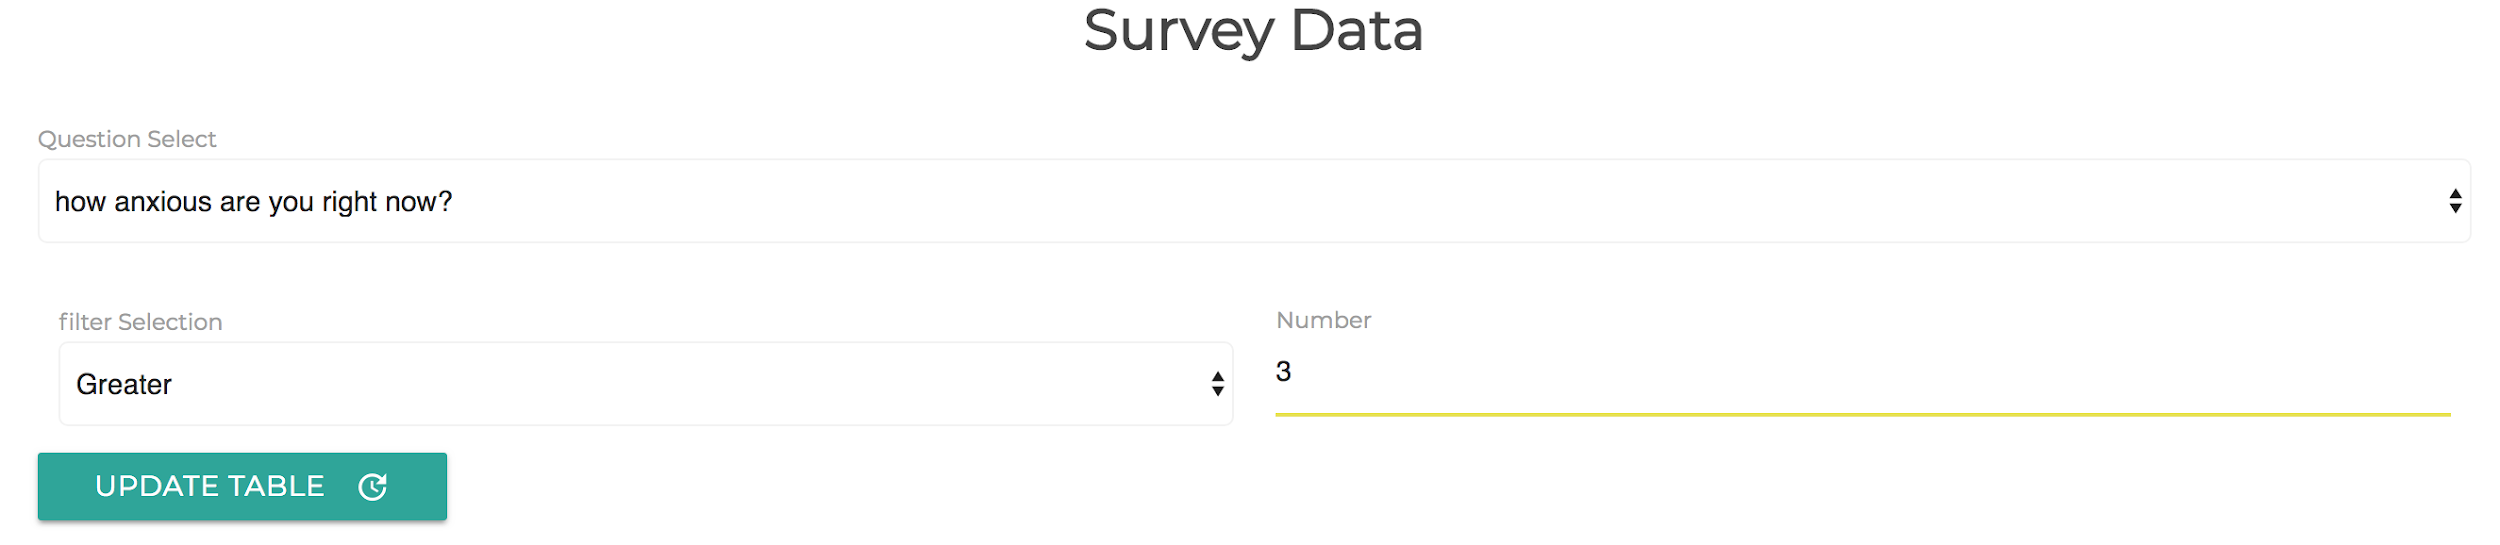 Survey Data
Question Select
how anxious are you right now?
filter Selection
Number
Greater
3
UPDATE TABLE